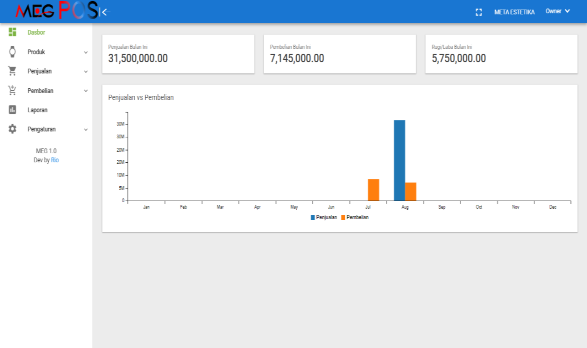 MEG POS
META ESTETIKA Owner
Dasbor
Produk
Penjualan
Pembelian
Laporan
Pengaturan
MEG 1.0
Dev by Rio
Penjualan Bulan Ini
31,500,000.00
Pembelian Bulan Ini
7,145,000.00
Rugi/Laba Bulan Ini
5,750,000.00
Penjualan vs Pembelian
30M
20M
10M
5M
0
Jan Feb Mar Apr May Jun Jul Aug Sep Oct Nov Dec
Penjualan Pembelian